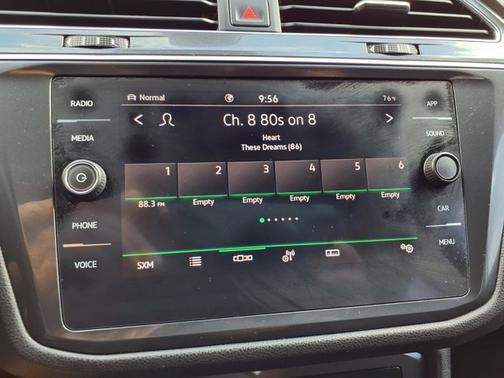 RADIO
MEDIA
PHONE
VOICE
Normal 9:56 76°F
< Ch. 8 80s on 8 >
Heart
These Dreams (86)
1 2 3 4 5 6
88.3 FM Empty Empty Empty Empty Empty
SXM
APP
SOUND
CAR
MENU